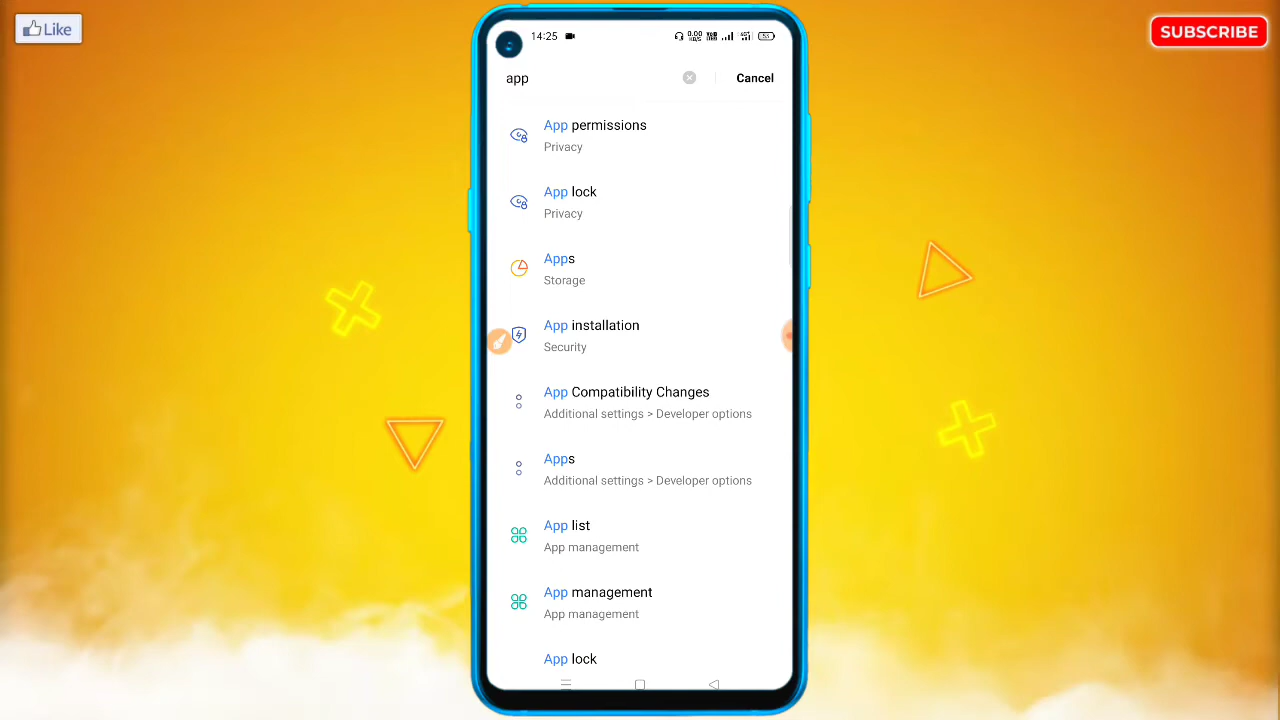 Like
SUBSCRIBE
14:25
app
Cancel
App permissions
Privacy
App lock
Privacy
Apps
Storage
App installation
Security
App Compatibility Changes
Additional settings > Developer options
Apps
Additional settings > Developer options
App list
App management
App management
App management
App lock